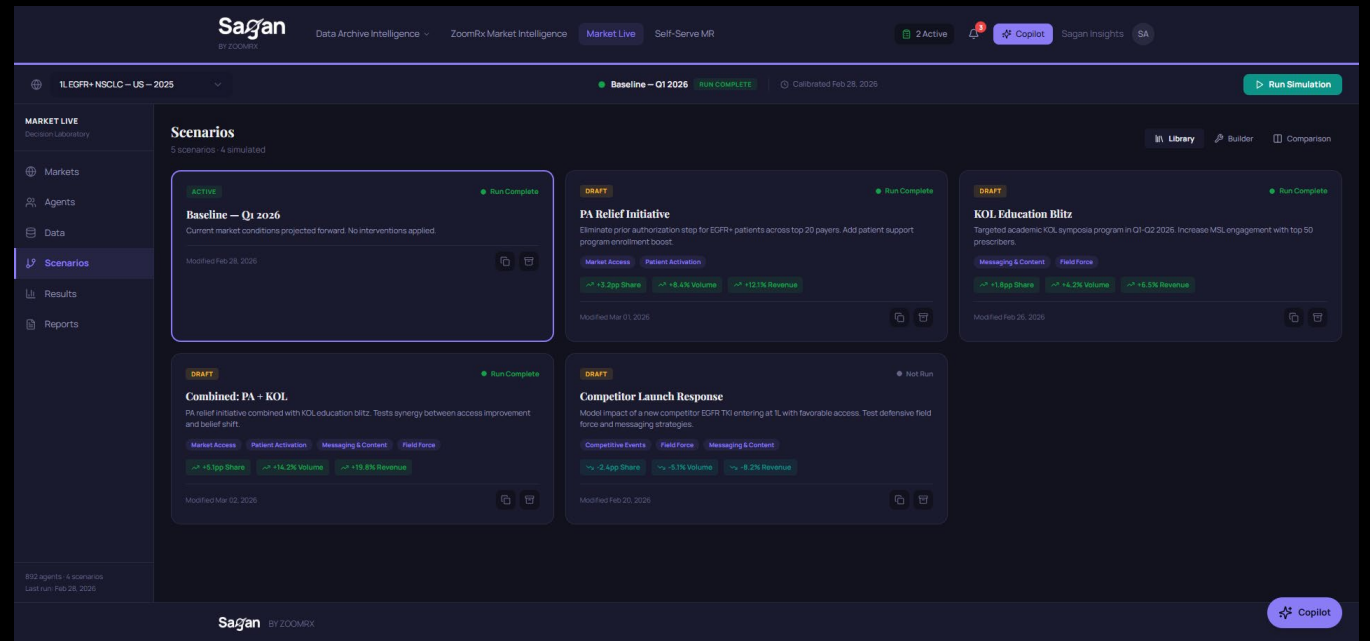 Sagan
BY ZOOMRX
Data Archive Intelligence
ZoomRx Market Intelligence
Market Live
Self-Serve MR
2 Active
3
Copilot
Sagan Insights
SA
1L EGFR+ NSCLC — US — 2025
Baseline — Q1 2026
RUN COMPLETE
Calibrated Feb 28, 2026
Run Simulation
MARKET LIVE
Decision Laboratory
Markets
Agents
Data
Scenarios
Results
Reports
892 agents · 4 scenarios
Last run: Feb 28, 2026
Scenarios
5 scenarios · 4 simulated
Library
Builder
Comparison
ACTIVE
Run Complete
Baseline — Q1 2026
Current market conditions projected forward. No interventions applied.
Modified Feb 28, 2026
DRAFT
Run Complete
PA Relief Initiative
Eliminate prior authorization step for EGFR+ patients across top 20 payers. Add patient support
program enrollment boost.
Market Access
Patient Activation
+3.2pp Share
+8.4% Volume
+12.1% Revenue
Modified Mar 01, 2026
DRAFT
Run Complete
KOL Education Blitz
Targeted academic KOL symposia program in Q1-Q2 2026. Increase MSL engagement with top 50
prescribers.
Messaging & Content
Field Force
+1.8pp Share
+4.2% Volume
+6.5% Revenue
Modified Feb 26, 2026
DRAFT
Run Complete
Combined: PA + KOL
PA relief initiative combined with KOL education blitz. Tests synergy between access improvement
and belief shift.
Market Access
Patient Activation
Messaging & Content
Field Force
+5.1pp Share
+14.2% Volume
+19.8% Revenue
Modified Mar 02, 2026
DRAFT
Not Run
Competitor Launch Response
Model impact of a new competitor EGFR TKI entering at 1L with favorable access. Test defensive field
force and messaging strategies.
Competitive Events
Field Force
Messaging & Content
-2.4pp Share
-5.1% Volume
-8.2% Revenue
Modified Feb 20, 2026
Sagan
BY ZOOMRX
Copilot